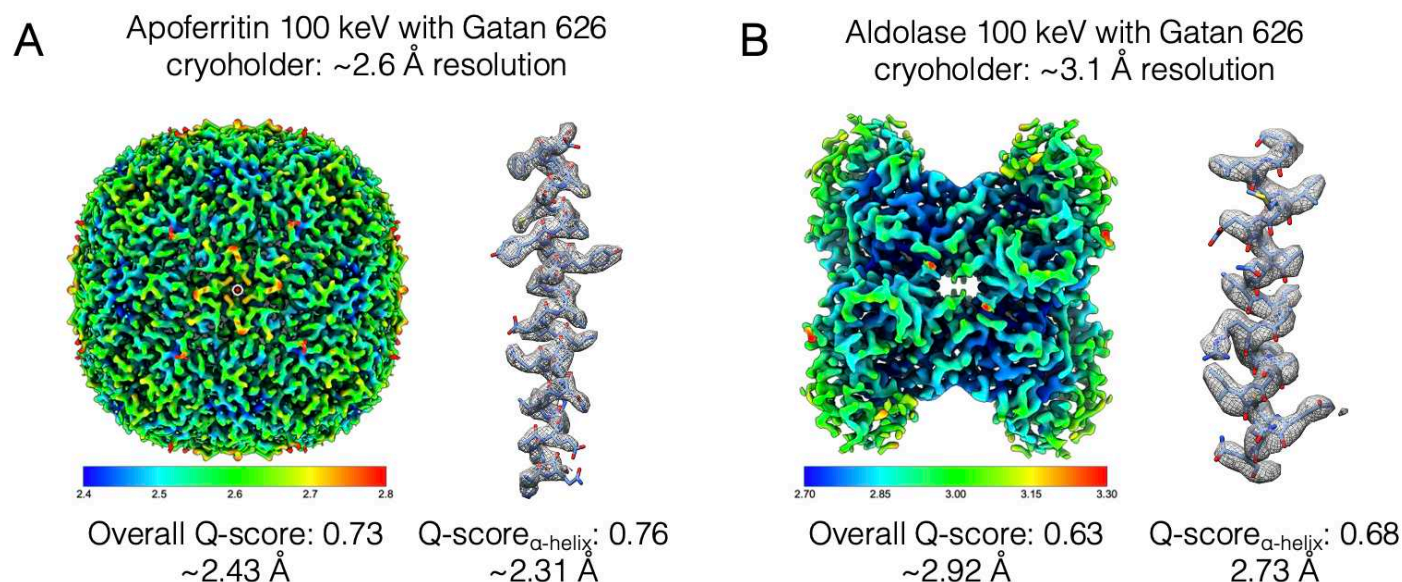 A
Apoferritin 100 keV with Gatan 626
cryoholder: ~2.6 Å resolution
2.4 2.5 2.6 2.7 2.8
Overall Q-score: 0.73
~2.43 Å
Q-scoreα-helix: 0.76
~2.31 Å
B
Aldolase 100 keV with Gatan 626
cryoholder: ~3.1 Å resolution
2.70 2.85 3.00 3.15 3.30
Overall Q-score: 0.63
~2.92 Å
Q-scoreα-helix: 0.68
2.73 Å